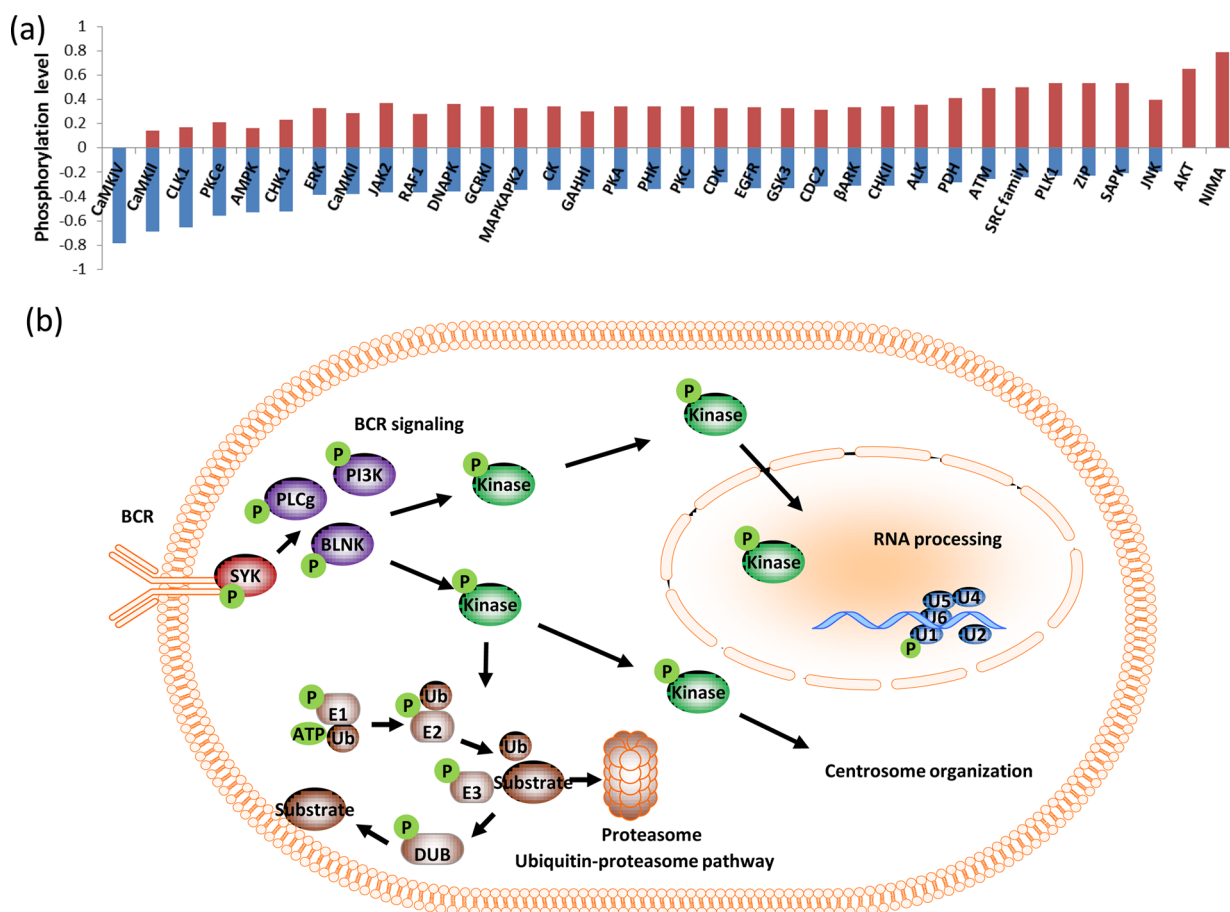 (a)
Phosphorylation level
1
0.8
0.6
0.4
0.2
0
-0.2
-0.4
-0.6
-0.8
-1
CaMKIV
CaMKII
CLK1
PKCe
AMPK
CHK1
ERK
CaMKII
JAK2
RAF1
DNAPK
GCRKI
MAPKAPK2
CK
GAHHI
PKA
PHK
PKC
CDK
EGFR
GSK3
CDC2
βARK
CHKII
ALK
PDH
ATM
SRC family
PLK1
ZIP
SAPK
JNK
AKT
NIMA
(b)
BCR signaling
BCR
P
PI3K
P
PLCg
P
BLNK
P
SYK
P
Kinase
P
Kinase
P
Kinase
P
Kinase
P
Kinase
RNA processing
U5
U4
U6
U1
U2
P
P
E1
ATP
Ub
P
Ub
E2
Ub
P
E3
Substrate
Substrate
P
DUB
Proteasome
Ubiquitin-proteasome pathway
Centrosome organization